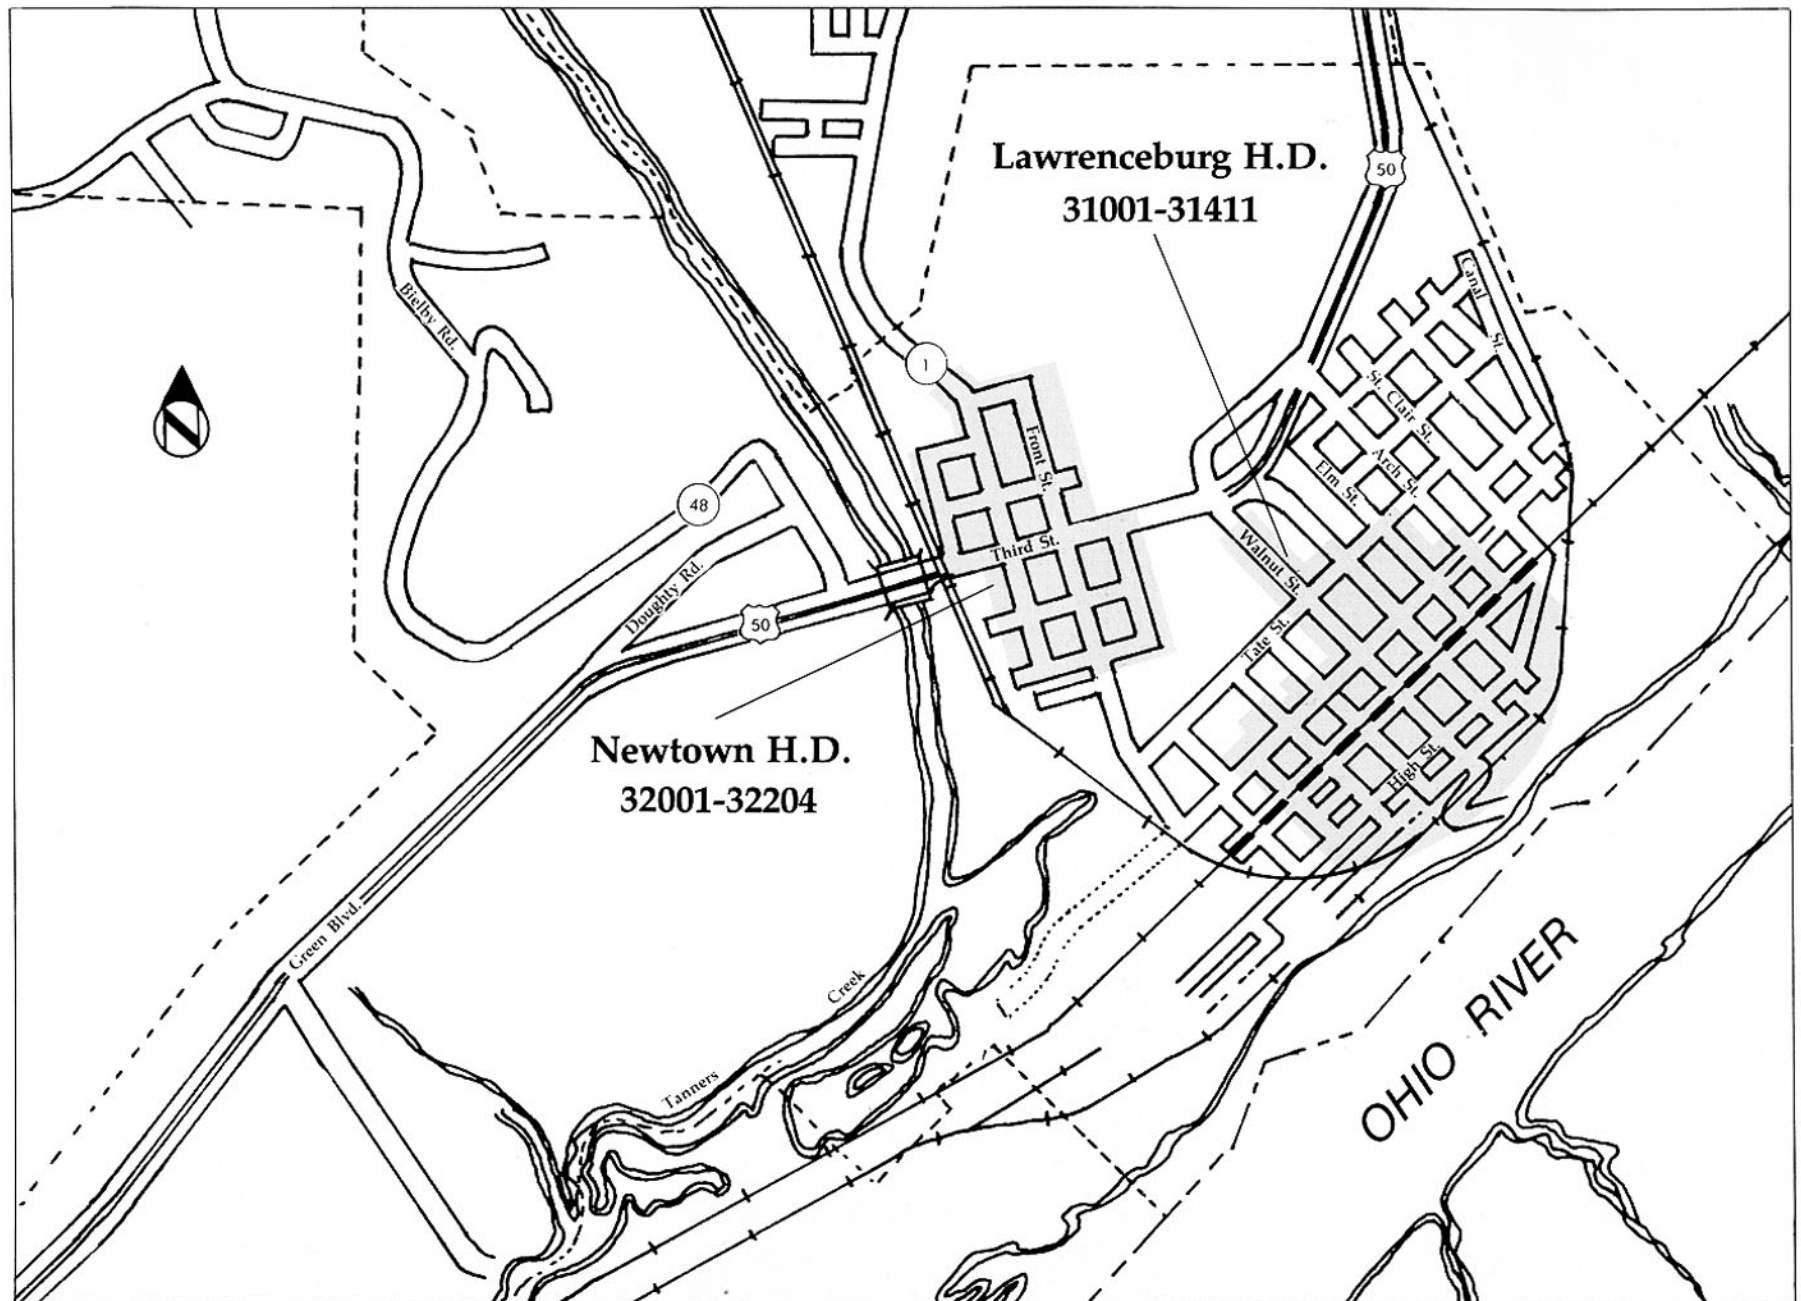 Lawrenceburg H.D.
31001-31411
50
Canal St.
Bielby Rd.
1
St. Clair St.
Front St.
Arch St.
Elm St.
N
48
Third St.
Walnut St.
Doughty Rd.
50
Tate St.
Newtown H.D.
32001-32204
High St.
Green Blvd.
Tanners Creek
OHIO RIVER